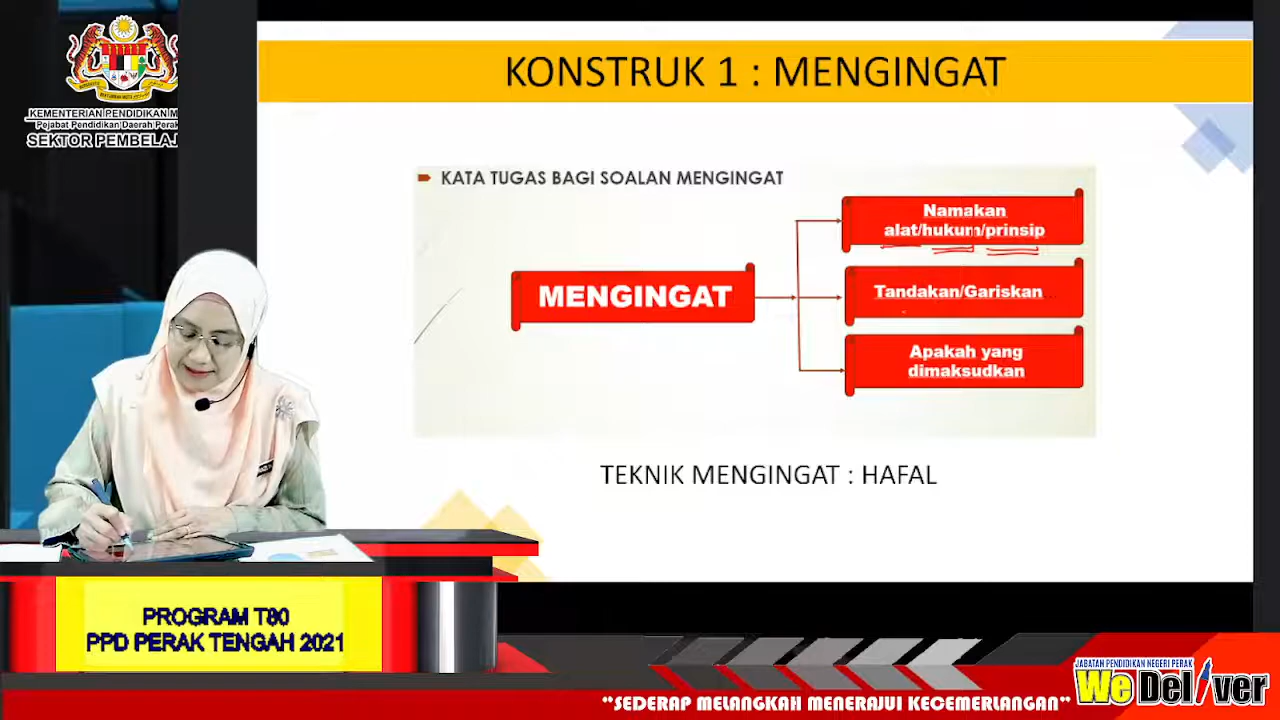 KEMENTERIAN PENDIDIKAN M
Pejabat Pendidikan Daerah Perak
SEKTOR PEMBELAJ
KONSTRUK 1 : MENGINGAT
KATA TUGAS BAGI SOALAN MENGINGAT
MENGINGAT
Namakan
alat/hukum/prinsip
Tandakan/Gariskan
Apakah yang
dimaksudkan
TEKNIK MENGINGAT : HAFAL
PROGRAM T80
PPD PERAK TENGAH 2021
"SEDERAP MELANGKAH MENERAJUI KECEMERLANGAN"
JABATAN PENDIDIKAN NEGERI PERAK
We Deliver